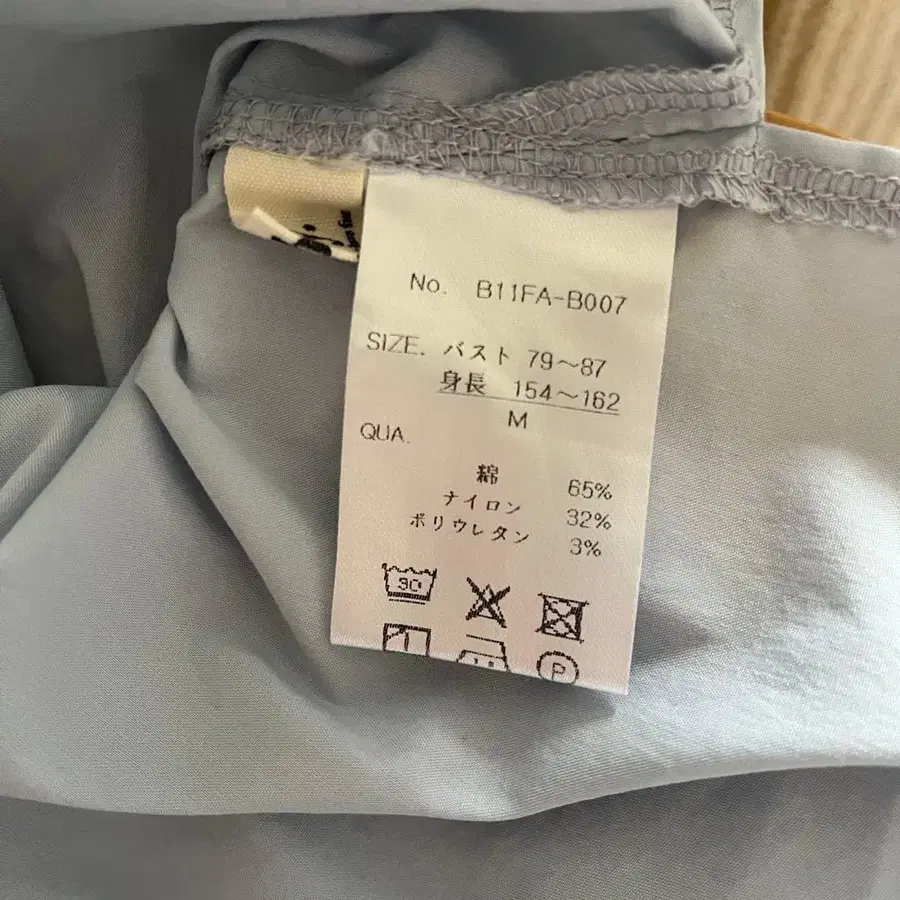 No. B11FA-B007
SIZE. バスト 79～87
身長 154～162
M
QUA.
綿 65%
ナイロン 32%
ポリウレタン 3%
P